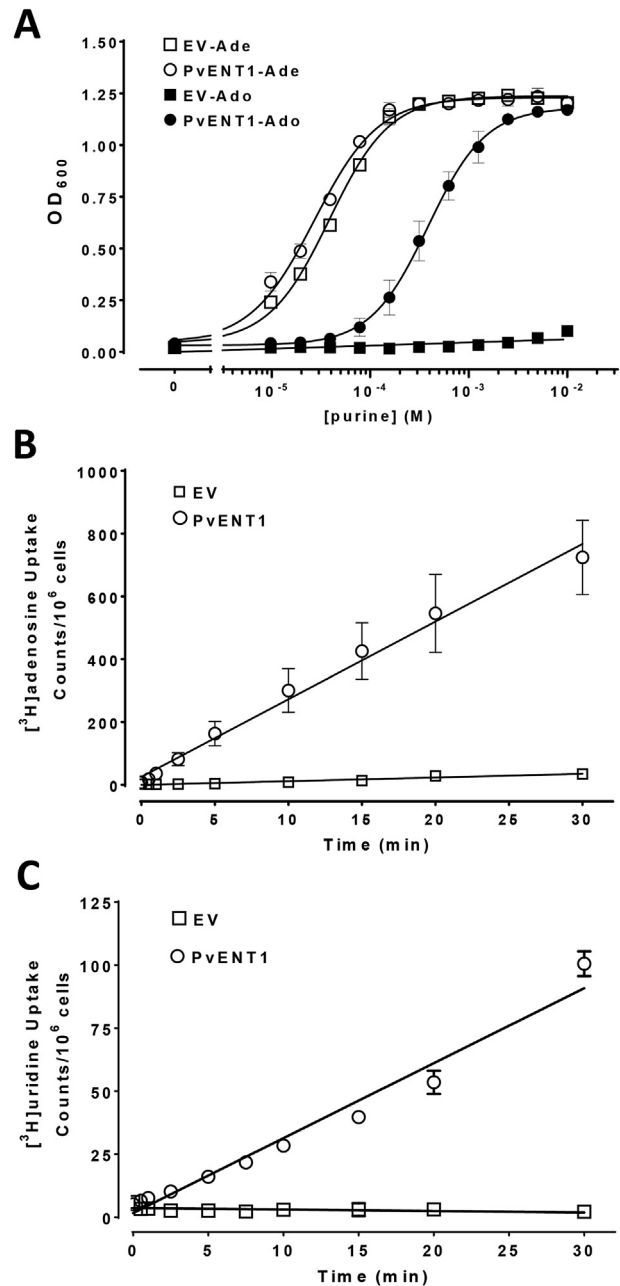 A
1.50
1.25
1.00
0.75
0.50
0.25
0.00
OD600
EV-Ade
PvENT1-Ade
EV-Ado
PvENT1-Ado
0 10-5 10-4 10-3 10-2
[purine] (M)
B
1000
800
600
400
200
0
[3H]adenosine Uptake
Counts/106 cells
EV
PvENT1
0 5 10 15 20 25 30
Time (min)
C
125
100
75
50
25
0
[3H]uridine Uptake
Counts/106 cells
EV
PvENT1
0 5 10 15 20 25 30
Time (min)